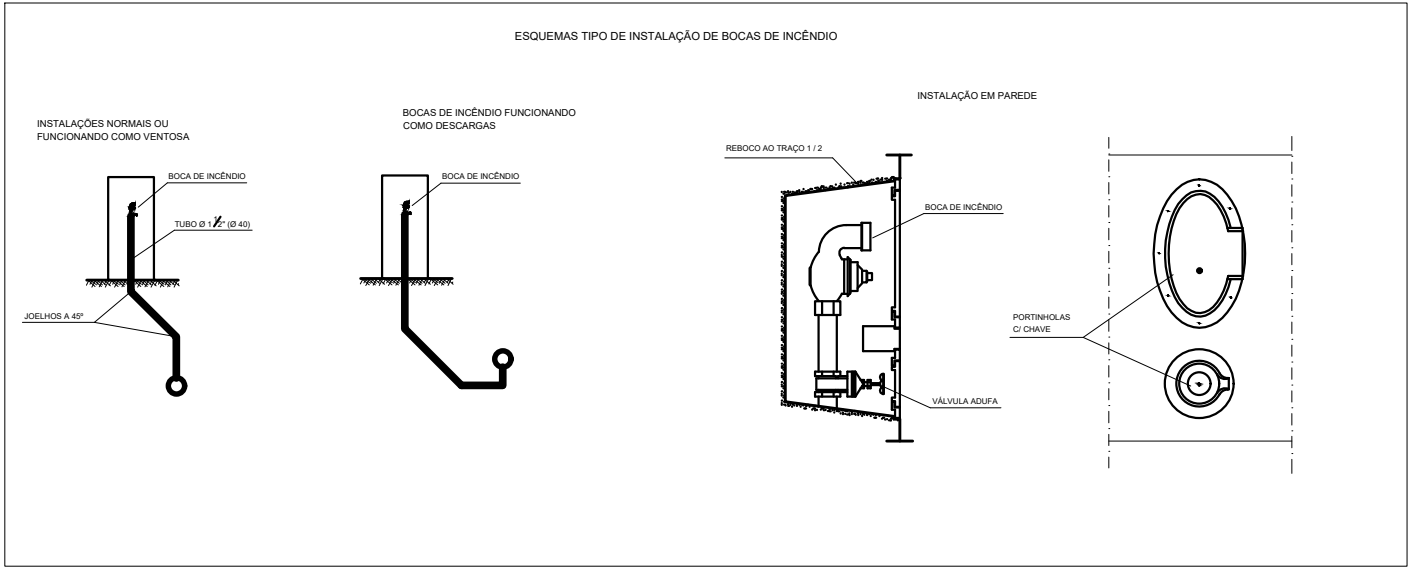 ESQUEMAS TIPO DE INSTALAÇÃO DE BOCAS DE INCÊNDIO
INSTALAÇÕES NORMAIS OU
FUNCIONANDO COMO VENTOSA
BOCA DE INCÊNDIO
TUBO Ø 1 1/2" (Ø 40)
JOELHOS A 45º
BOCAS DE INCÊNDIO FUNCIONANDO
COMO DESCARGAS
BOCA DE INCÊNDIO
INSTALAÇÃO EM PAREDE
REBOCO AO TRAÇO 1 / 2
BOCA DE INCÊNDIO
VÁLVULA ADUFA
PORTINHOLAS
C/ CHAVE